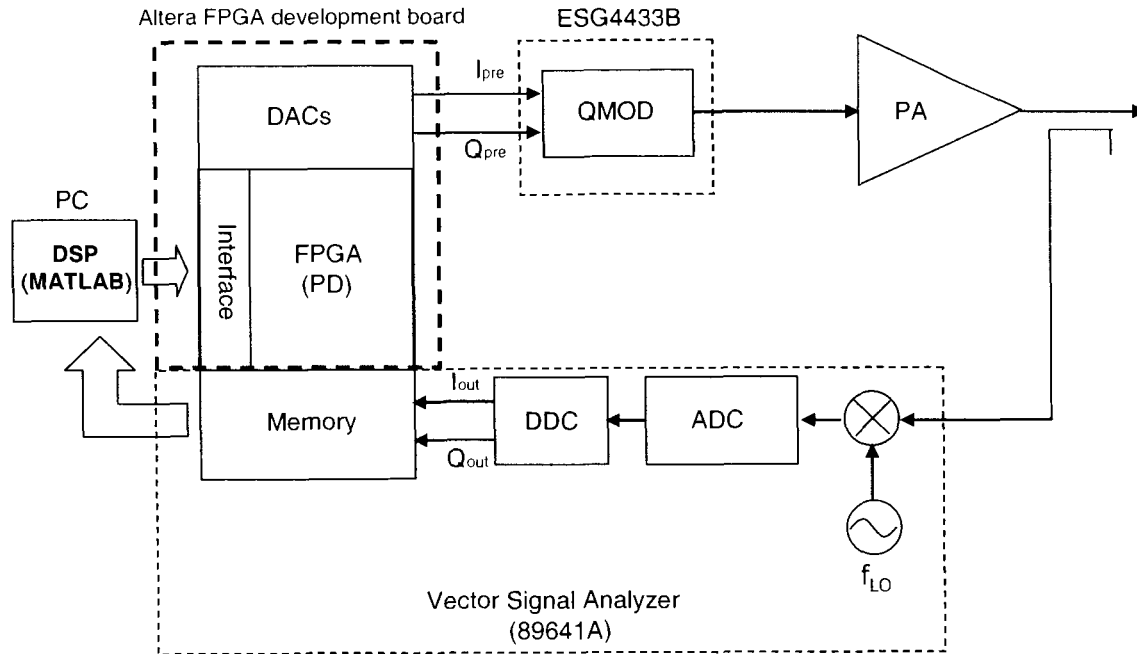 Altera FPGA development board
ESG4433B
DACs
Ipre
Qpre
QMOD
PA
PC
DSP
(MATLAB)
Interface
FPGA
(PD)
Memory
Iout
Qout
DDC
ADC
fLO
Vector Signal Analyzer
(89641A)